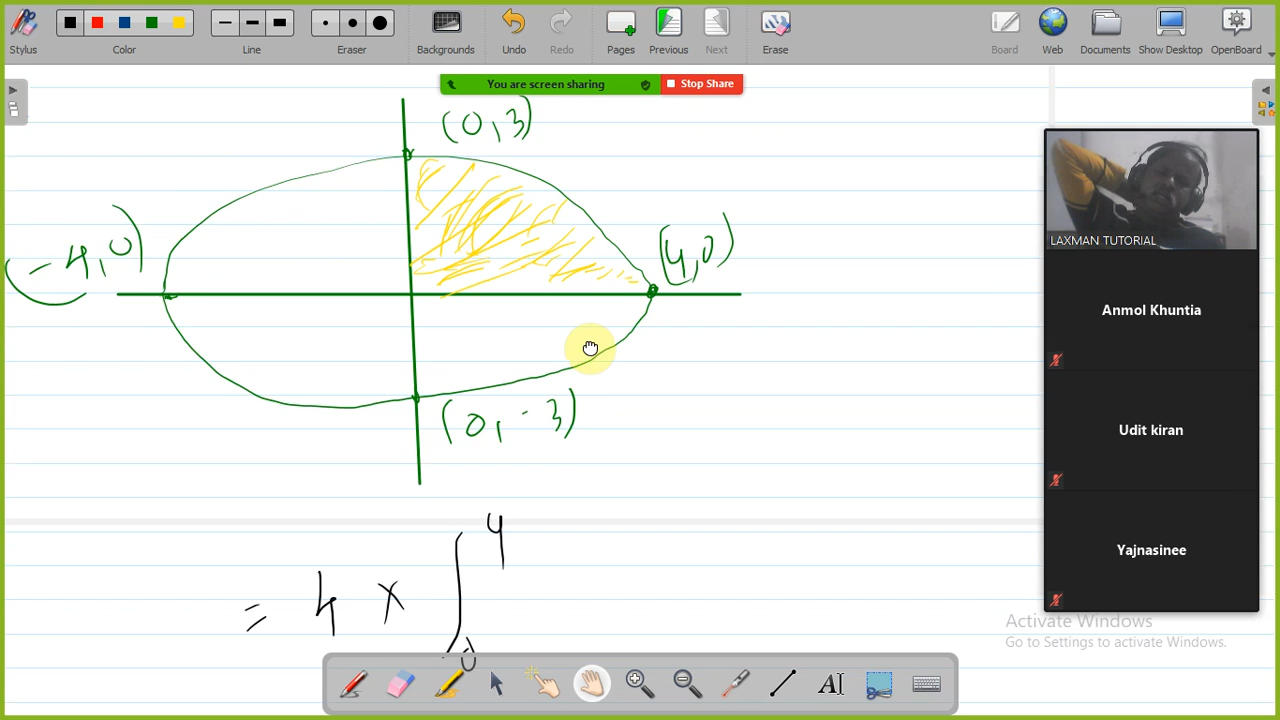 Stylus Color Line Eraser Backgrounds Undo Redo Pages Previous Next Erase Board Web Documents Show Desktop OpenBoard
You are screen sharing Stop Share
(0,3)
(-4,0)
(4,0)
(0,-3)
= 4 × ∫₀⁴
LAXMAN TUTORIAL
Anmol Khuntia
Udit kiran
Yajnasinee
Activate Windows
Go to Settings to activate Windows.